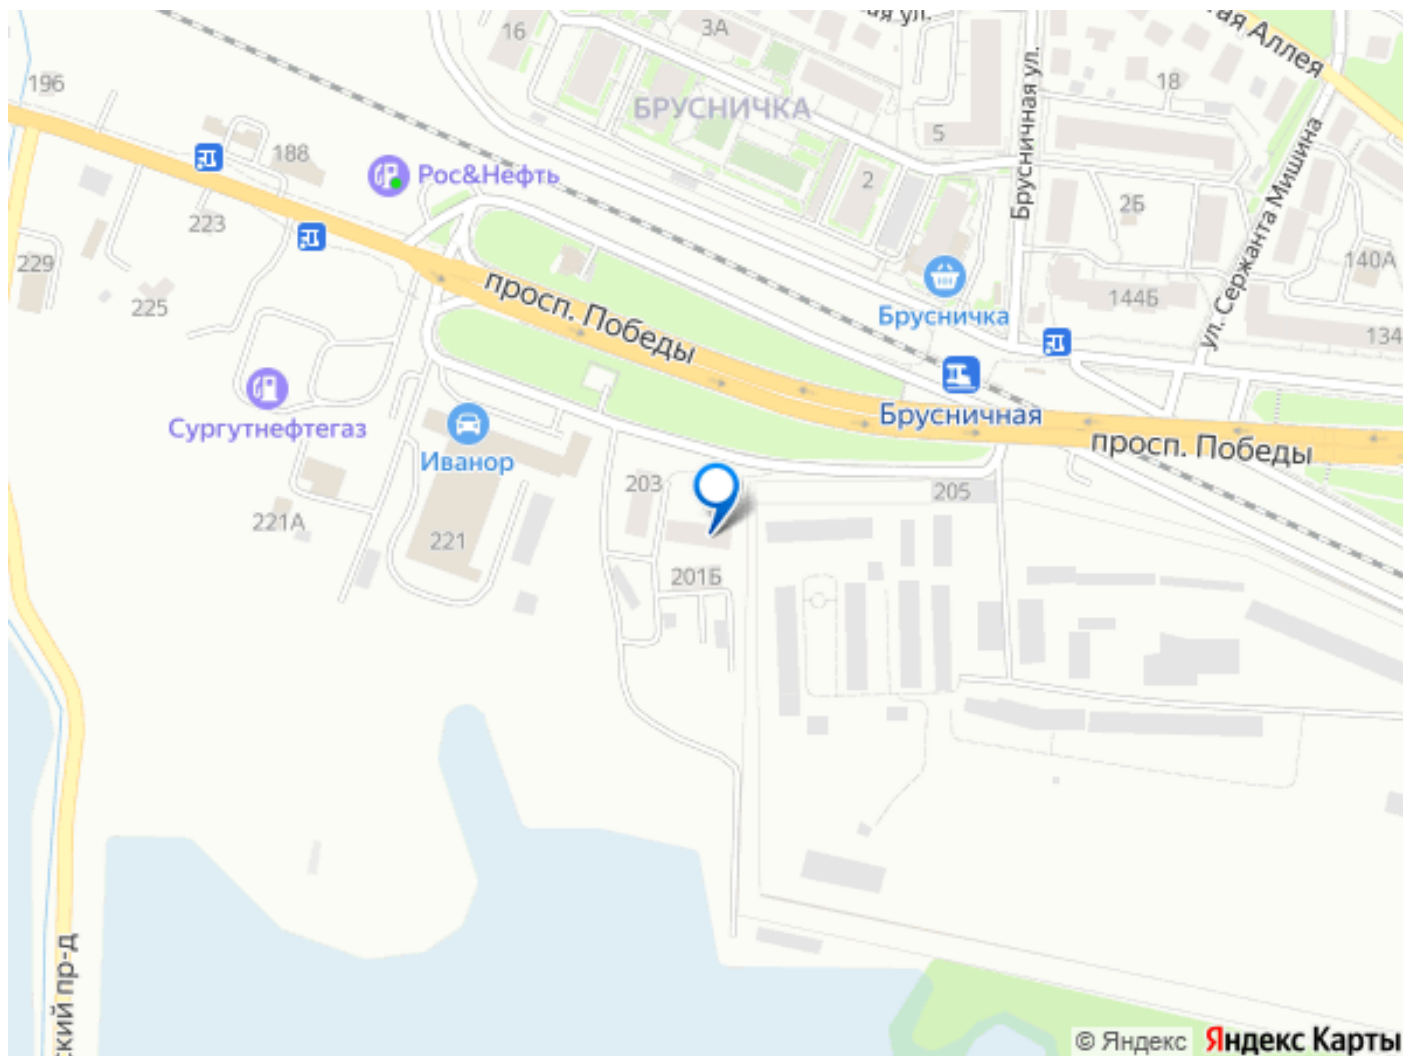 16
3А
ая ул.
ая Аллея
196
БРУСНИЧКА
18
Брусничная ул.
5
188
Рос&Нефть
ул. Сержанта Мишина
2
2Б
223
229
140А
225
просп. Победы
Брусничка
144Б
134
Сургутнефтегаз
Иванор
Брусничная
просп. Победы
203
205
221А
221
201Б
ский пр-д
© Яндекс Яндекс Карты